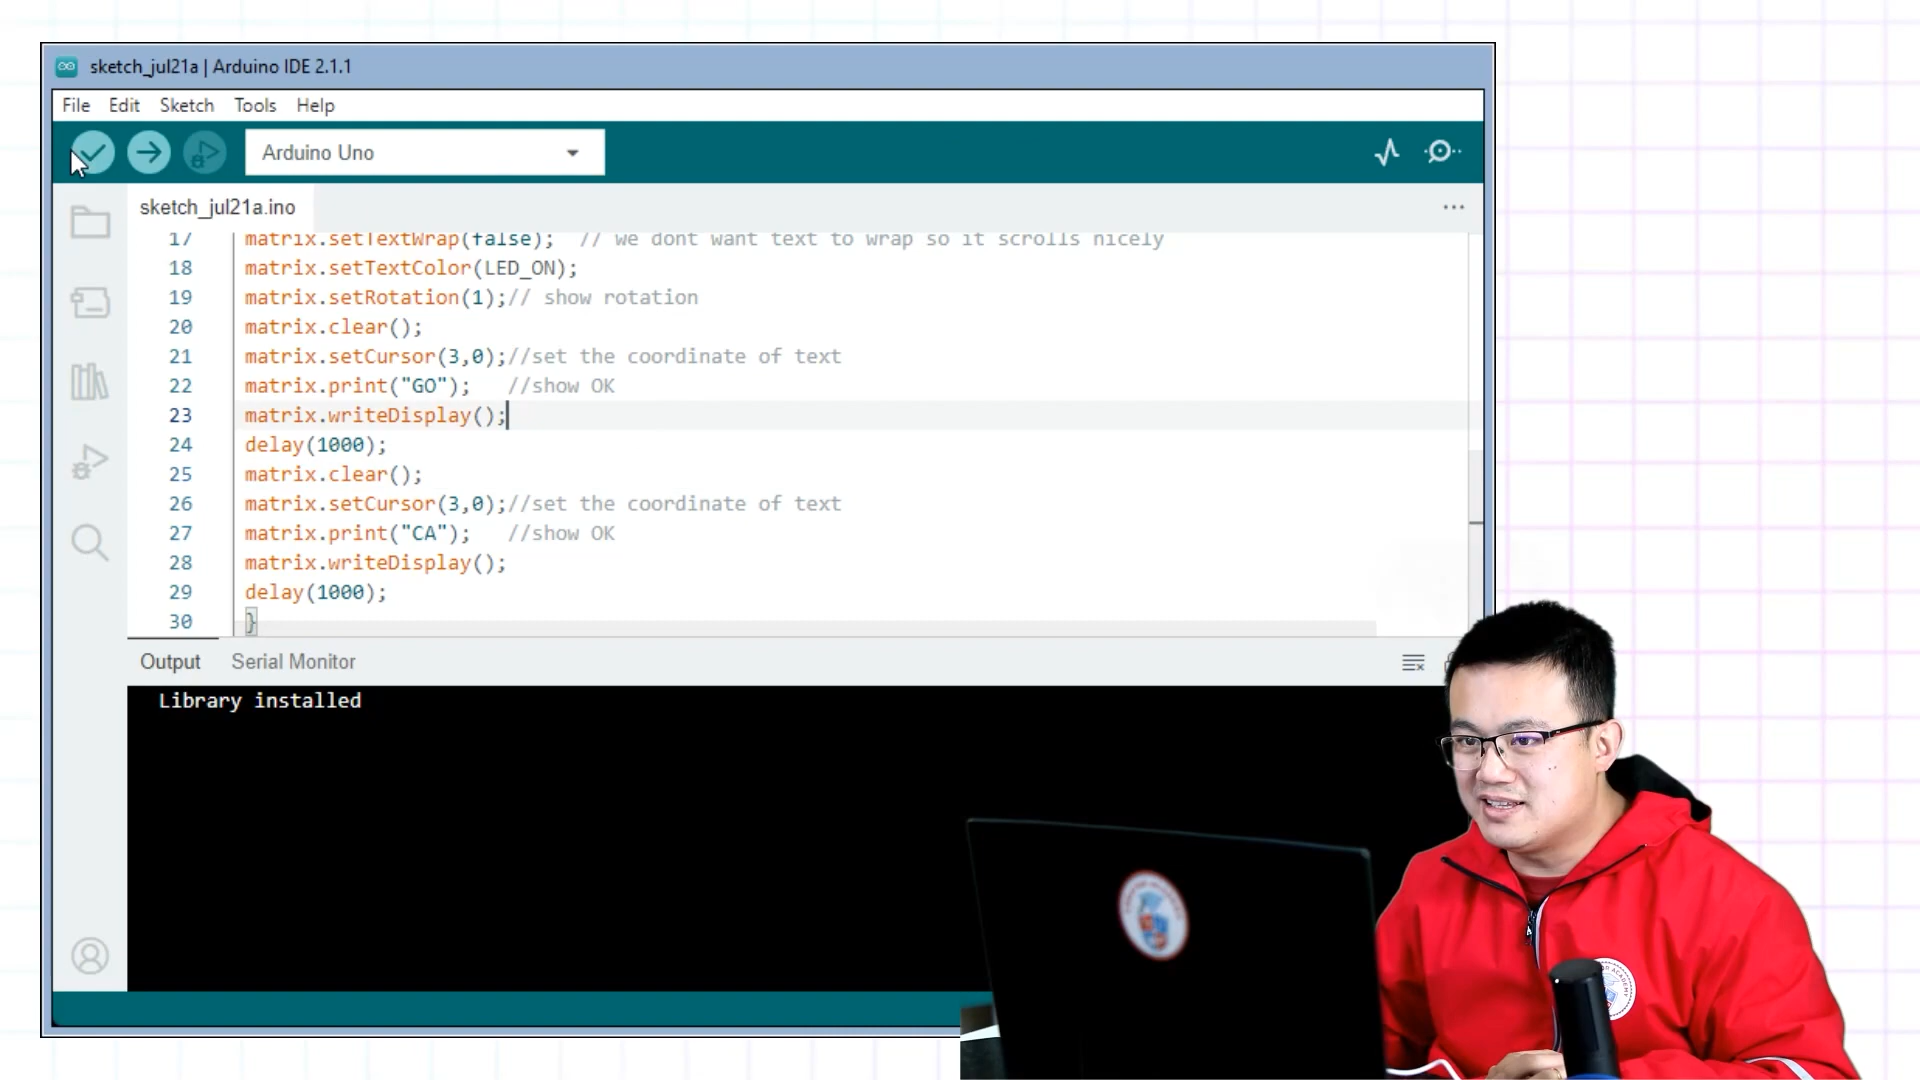 sketch_jul21a | Arduino IDE 2.1.1
File Edit Sketch Tools Help
Arduino Uno
sketch_jul21a.ino
17 matrix.setTextWrap(false); // we dont want text to wrap so it scrolls nicely
18 matrix.setTextColor(LED_ON);
19 matrix.setRotation(1);// show rotation
20 matrix.clear();
21 matrix.setCursor(3,0);//set the coordinate of text
22 matrix.print("GO"); //show OK
23 matrix.writeDisplay();
24 delay(1000);
25 matrix.clear();
26 matrix.setCursor(3,0);//set the coordinate of text
27 matrix.print("CA"); //show OK
28 matrix.writeDisplay();
29 delay(1000);
30 }
Output Serial Monitor
Library installed